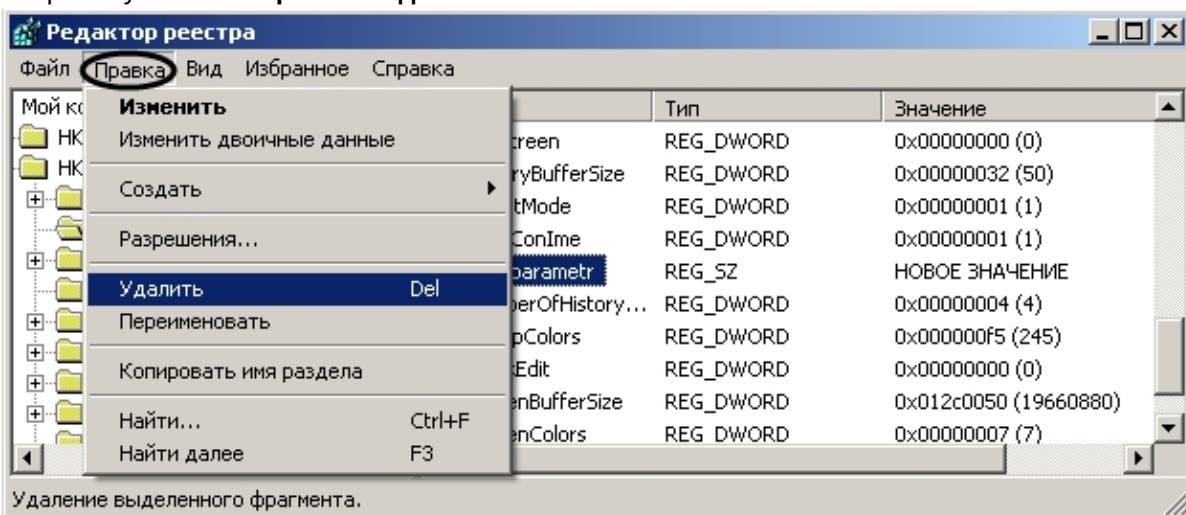 Редактор реестра
Файл Правка Вид Избранное Справка
Мой Тип Значение
Изменить
Изменить двоичные данные
Создать
Разрешения...
Удалить Del
Переименовать
Копировать имя раздела
Найти... Ctrl+F
Найти далее F3
HK
HK
creen REG_DWORD 0x00000000 (0)
ryBufferSize REG_DWORD 0x00000032 (50)
tMode REG_DWORD 0x00000001 (1)
ConIme REG_DWORD 0x00000001 (1)
parametr REG_SZ НОВОЕ ЗНАЧЕНИЕ
berOfHistory... REG_DWORD 0x00000004 (4)
pColors REG_DWORD 0x000000f5 (245)
Edit REG_DWORD 0x00000000 (0)
enBufferSize REG_DWORD 0x012c0050 (19660880)
enColors REG_DWORD 0x00000007 (7)
Удаление выделенного фрагмента.